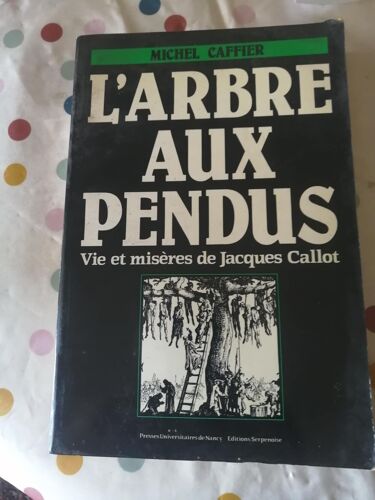 MICHEL CAFFIER
L'ARBRE
AUX
PENDUS
Vie et misères de Jacques Callot
Presses Universitaires de Nancy Editions Serpenoise